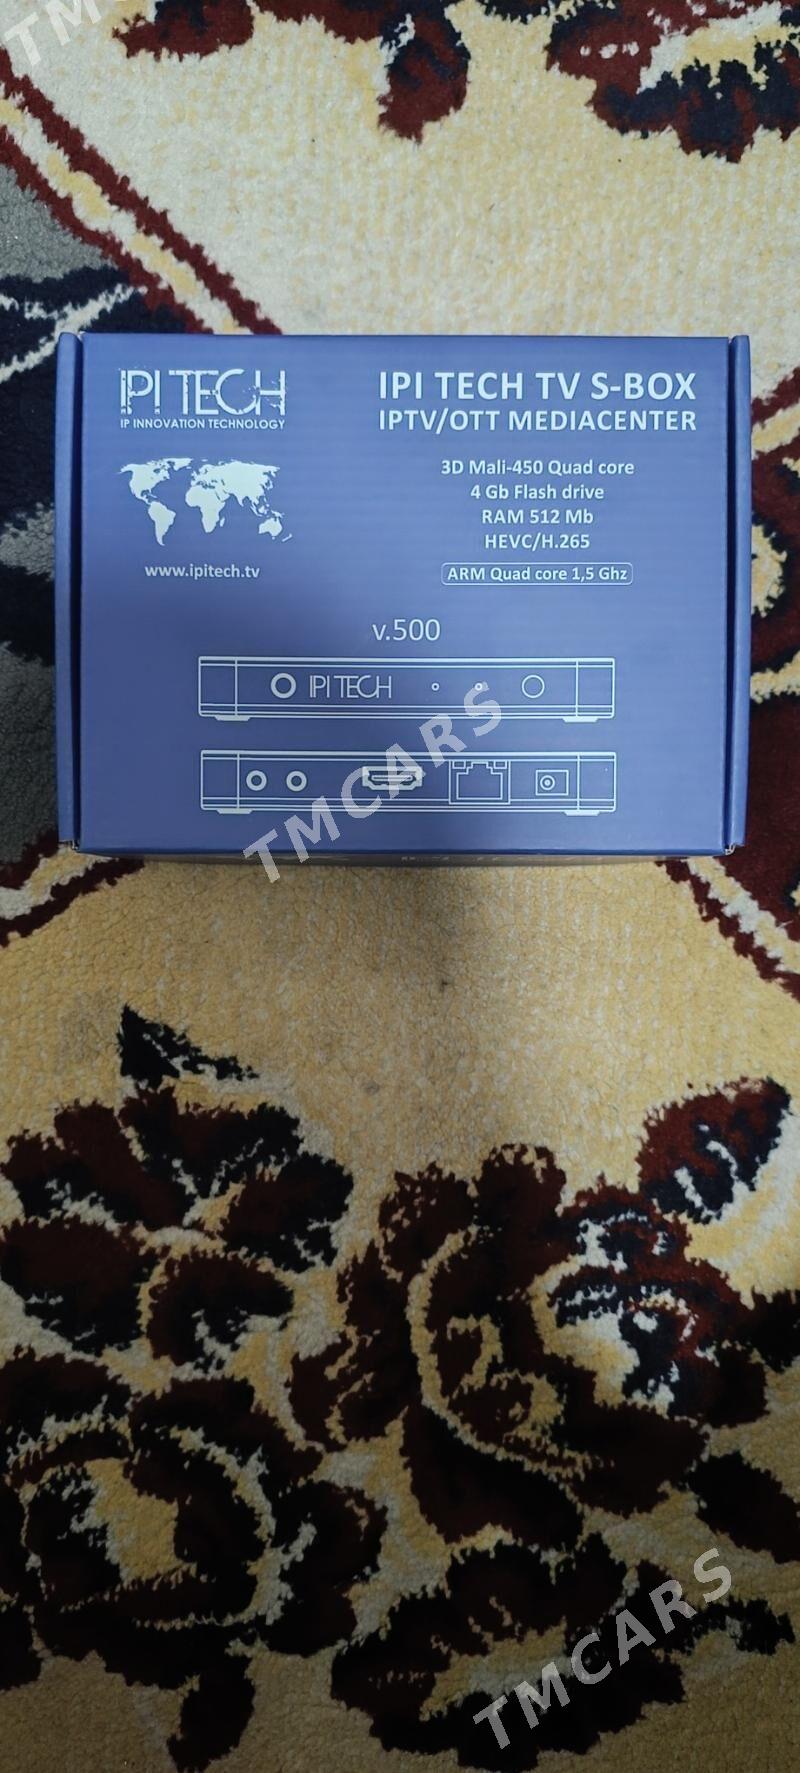 TMCARS
IPI TECH
IP INNOVATION TECHNOLOGY
www.ipitech.tv
IPI TECH TV S-BOX
IPTV/OTT MEDIACENTER
3D Mali-450 Quad core
4 Gb Flash drive
RAM 512 Mb
HEVC/H.265
ARM Quad core 1,5 Ghz
v.500
IPI TECH
TMCARS
TMCARS